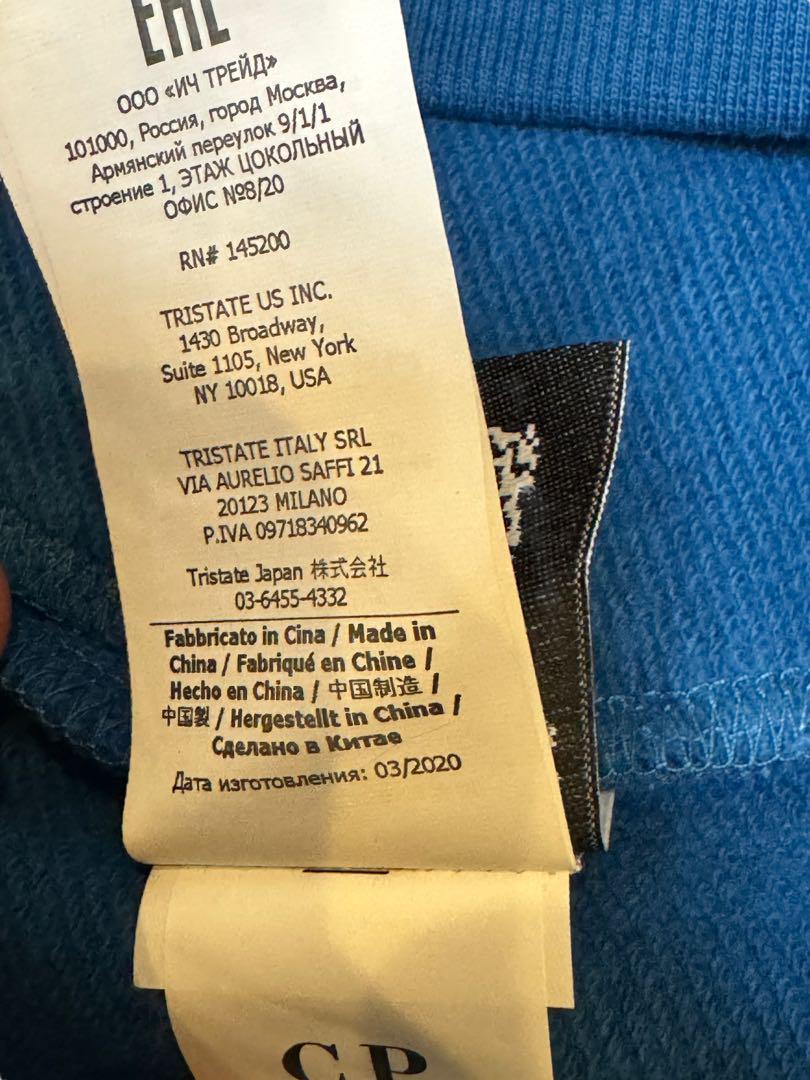 EAC
ООО «ИЧ ТРЕЙД»
101000, Россия, город Москва,
Армянский переулок 9/1/1
строение 1, ЭТАЖ ЦОКОЛЬНЫЙ
ОФИС №8/20
RN# 145200
TRISTATE US INC.
1430 Broadway,
Suite 1105, New York
NY 10018, USA
TRISTATE ITALY SRL
VIA AURELIO SAFFI 21
20123 MILANO
P.IVA 09718340962
Tristate Japan 株式会社
03-6455-4332
Fabbricato in Cina / Made in
China / Fabriqué en Chine /
Hecho en China / 中国制造 /
中国製 / Hergestellt in China /
Сделано в Китае
Дата изготовления: 03/2020
C.P.